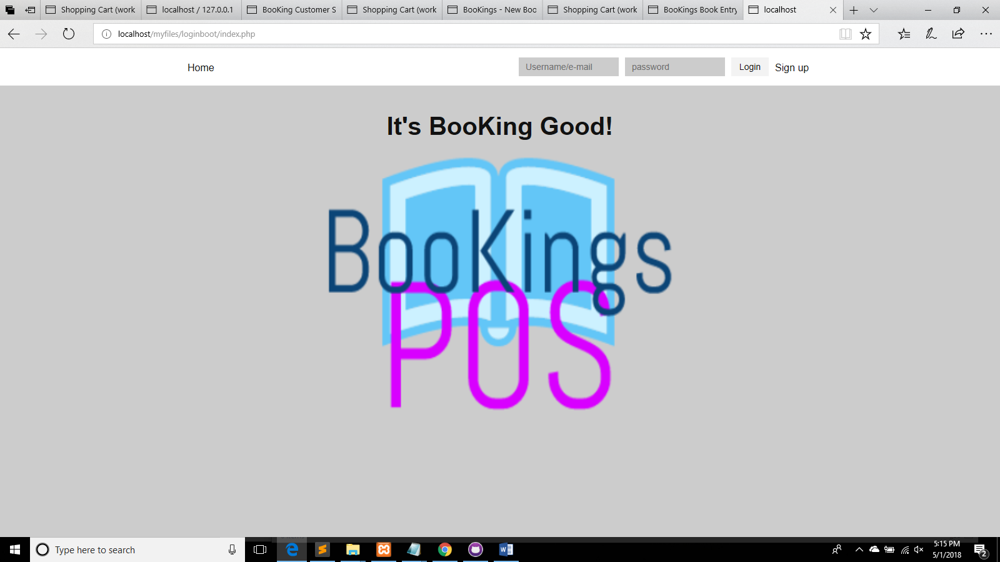 Shopping Cart (work
localhost / 127.0.0.1
BooKing Customer S
Shopping Cart (work
BooKings - New Boo
Shopping Cart (work
BooKings Book Entry
localhost
localhost/myfiles/loginboot/index.php
Home
Username/e-mail
password
Login
Sign up
It's BooKing Good!
BooKings
POS
Type here to search
5:15 PM
5/1/2018
2